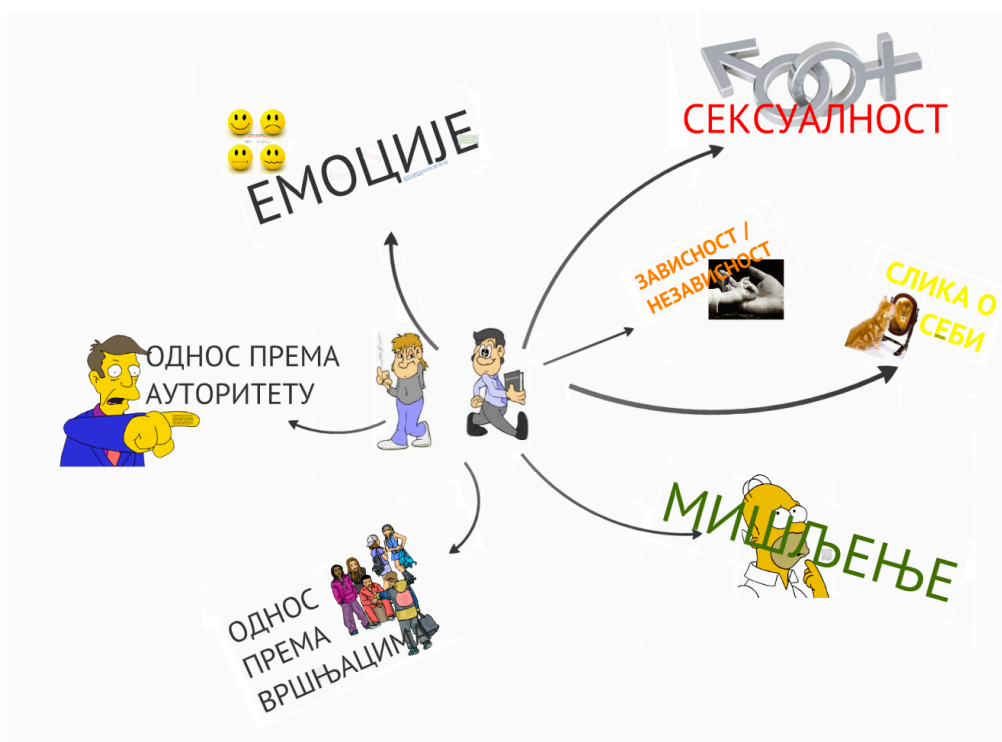 СЕКСУАЛНОСТ
ЕМОЦИЈЕ
ЗАВИСНОСТ /
НЕЗАВИСНОСТ
СЛИКА О
СЕБИ
ОДНОС ПРЕМА
АУТОРИТЕТУ
МИШЉЕЊЕ
ОДНОС
ПРЕМА
ВРШЊАЦИМА